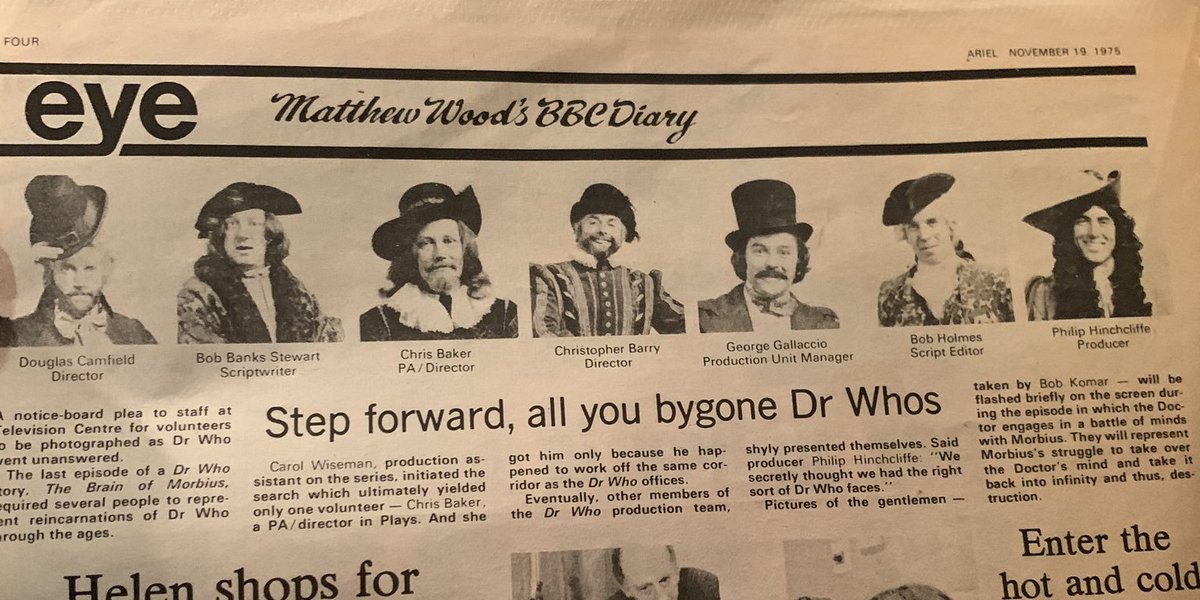 FOUR
ARIEL NOVEMBER 19 1975
eye
Matthew Wood's BBC Diary
Douglas Camfield
Director
Bob Banks Stewart
Scriptwriter
Chris Baker
PA/Director
Christopher Barry
Director
George Gallaccio
Production Unit Manager
Bob Holmes
Script Editor
Philip Hinchcliffe
Producer
Step forward, all you bygone Dr Whos
A notice-board plea to staff at
elevision Centre for volunteers
o be photographed as Dr Who
vent unanswered.
The last episode of a Dr Who
tory, The Brain of Morbius,
equired several people to repre-
ent reincarnations of Dr Who
rough the ages.
Carol Wiseman, production as-
sistant on the series, initiated the
search which ultimately yielded
only one volunteer — Chris Baker,
a PA/director in Plays. And she
got him only because he hap-
pened to work off the same cor-
ridor as the Dr Who offices.
Eventually, other members of
the Dr Who production team,
shyly presented themselves. Said
producer Philip Hinchcliffe: "We
secretly thought we had the right
sort of Dr Who faces."
Pictures of the gentlemen —
taken by Bob Komar — will be
flashed briefly on the screen dur-
ing the episode in which the Doc-
tor engages in a battle of minds
with Morbius. They will represent
Morbius's struggle to take over
the Doctor's mind and take it
back into infinity and thus, des-
truction.
Helen shops for
Enter the
hot and cold